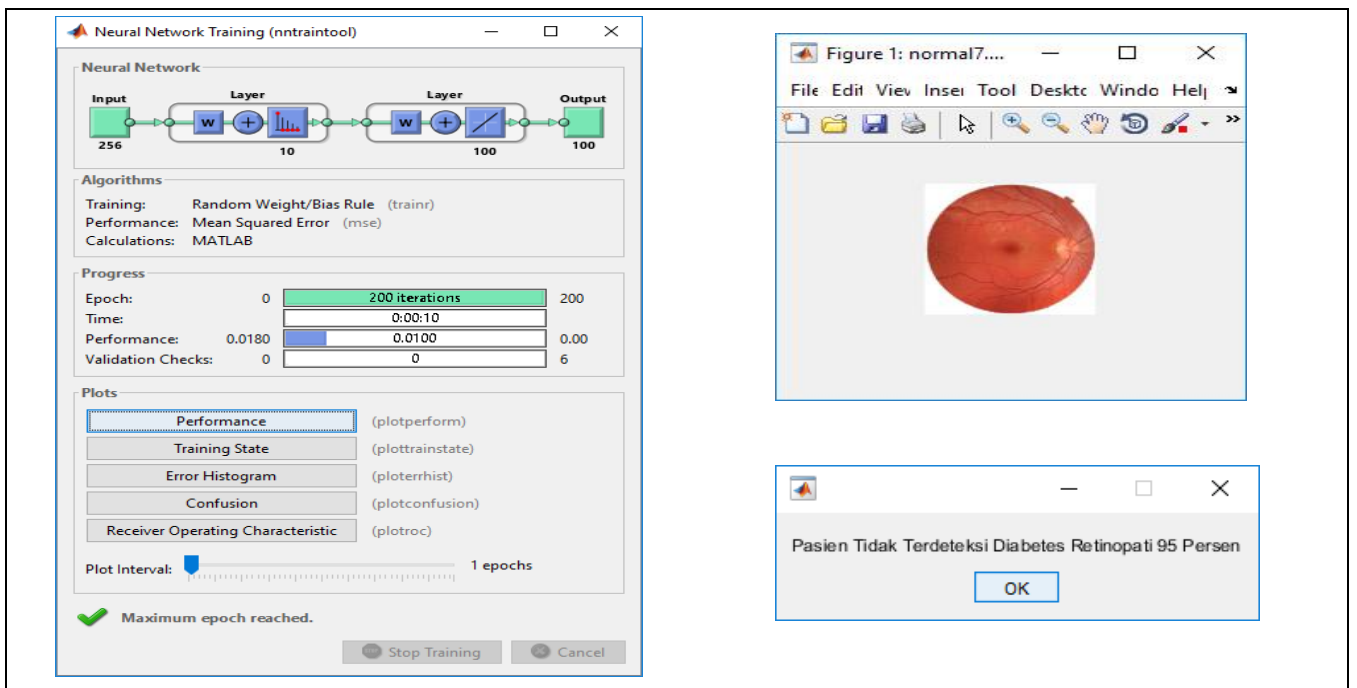 Neural Network Training (nntraintool)
Neural Network
Input
Layer
Layer
Output
W
W
256
10
100
100
Algorithms
Training: Random Weight/Bias Rule (trainr)
Performance: Mean Squared Error (mse)
Calculations: MATLAB
Progress
Epoch: 0 200 iterations 200
Time: 0:00:10
Performance: 0.0180 0.0100 0.00
Validation Checks: 0 0 6
Plots
Performance (plotperform)
Training State (plottrainstate)
Error Histogram (ploterrhist)
Confusion (plotconfusion)
Receiver Operating Characteristic (plotroc)
Plot Interval: 1 epochs
Maximum epoch reached.
Stop Training Cancel
Figure 1: normal7....
File Edit View Inser Tool Desktc Windo Help
Pasien Tidak Terdeteksi Diabetes Retinopati 95 Persen
OK